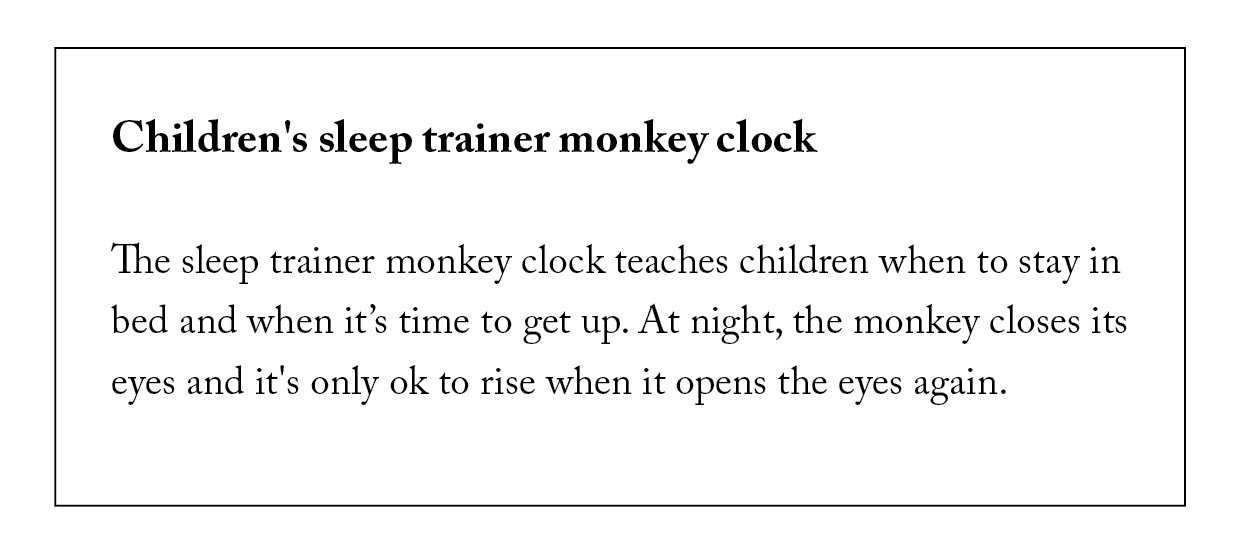 Children's sleep trainer monkey clock
The sleep trainer monkey clock teaches children when to stay in
bed and when it’s time to get up. At night, the monkey closes its
eyes and it's only ok to rise when it opens the eyes again.